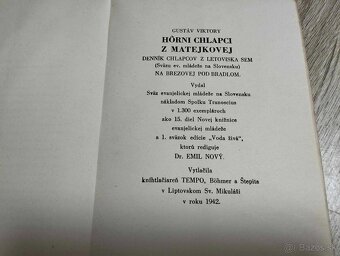 GUSTÁV VIKTORY
HÔRNI CHLAPCI
Z MATEJKOVEJ
DENNÍK CHLAPCOV Z LETOVISKA SEM
(Sväzu ev. mládeže na Slovensku)
NA BREZOVEJ POD BRADLOM.
Vydal
Sväz evanjelickej mládeže na Slovensku
nákladom Spolku Tranoscius
v 1.300 exemplároch
ako 15. diel Novej knižnice
evanjelickej mládeže
a 1. sväzok edície „Voda živá“,
ktorú rediguje
Dr. EMIL NOVÝ.
Vytlačila
kníhtlačiareň TEMPO, Böhmer a Štepita
v Liptovskom Sv. Mikuláši
v roku 1942.